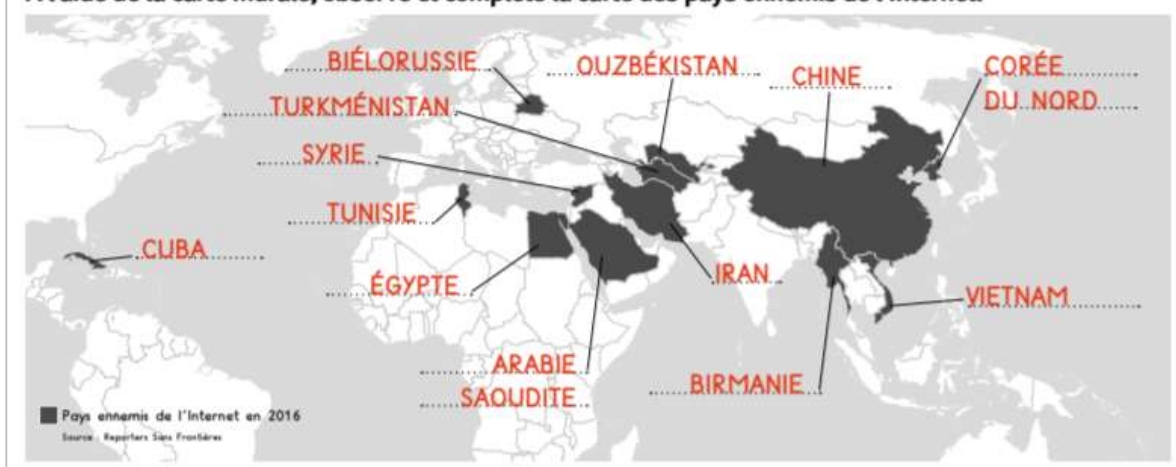 BIÉLORUSSIE
OUZBÉKISTAN
CHINE
CORÉE
DU NORD
TURKMÉNISTAN
SYRIE
TUNISIE
CUBA
ÉGYPTE
IRAN
VIETNAM
ARABIE
SAOUDITE
BIRMANIE
Pays ennemis de l'Internet en 2016
Source : Reporters Sans Frontières